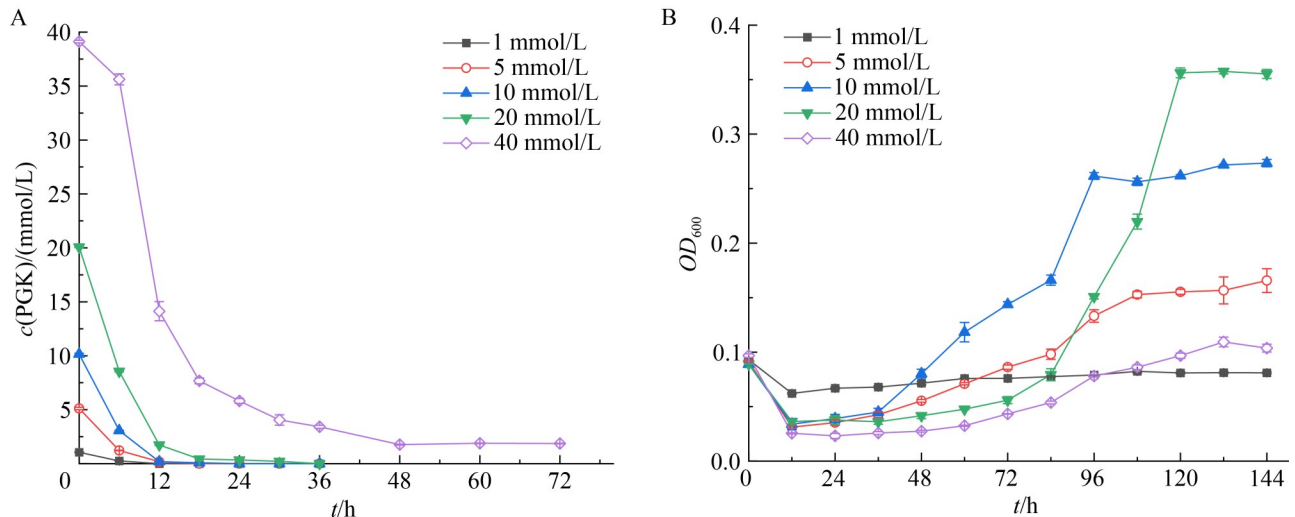 A
c(PGK)/(mmol/L)
40
35
30
25
20
15
10
5
0
12
24
36
48
60
72
t/h
1 mmol/L
5 mmol/L
10 mmol/L
20 mmol/L
40 mmol/L
B
OD600
0.4
0.3
0.2
0.1
0.0
0
24
48
72
96
120
144
t/h
1 mmol/L
5 mmol/L
10 mmol/L
20 mmol/L
40 mmol/L